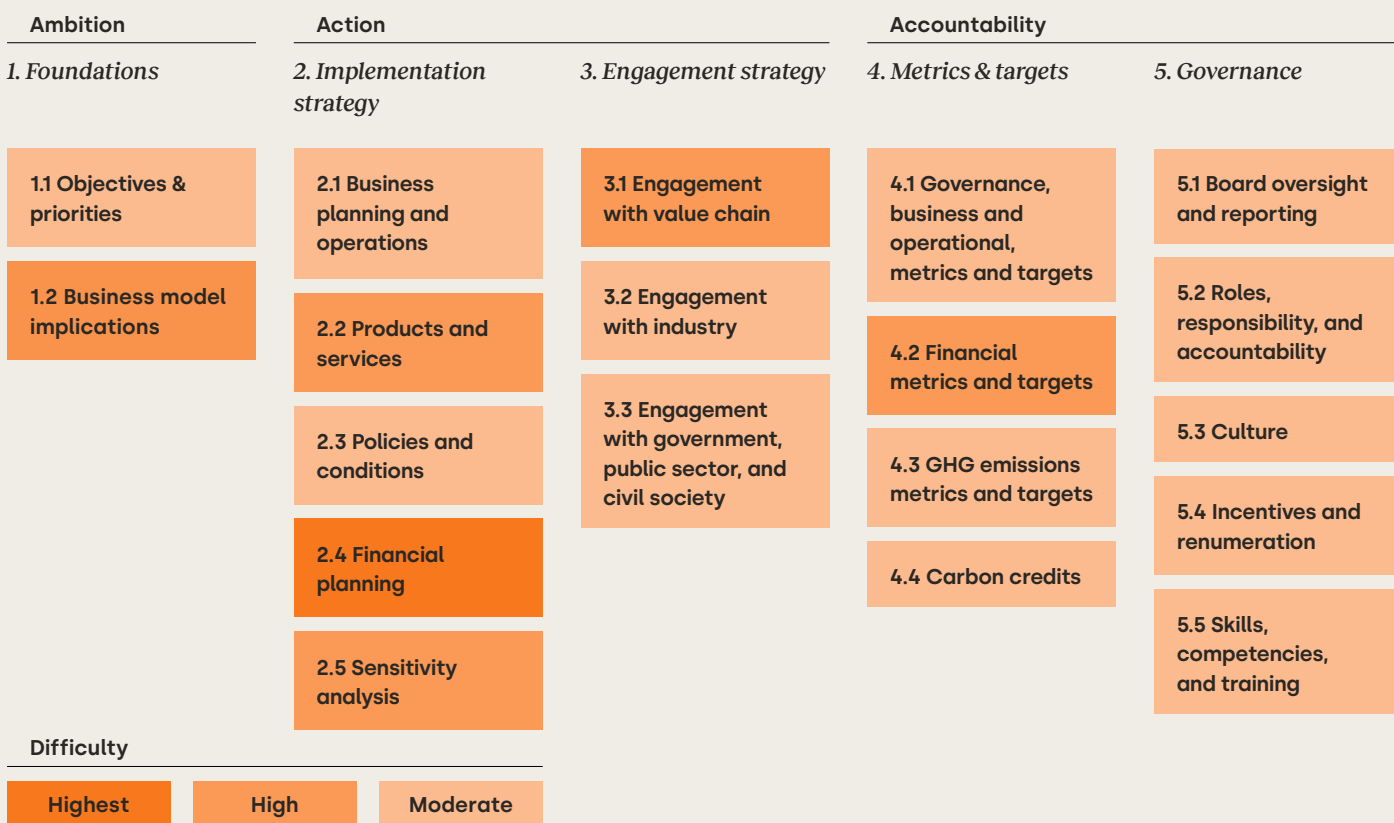 Ambition
Action
Accountability
1. Foundations
2. Implementation
strategy
3. Engagement strategy
4. Metrics & targets
5. Governance
1.1 Objectives &
priorities
1.2 Business model
implications
2.1 Business
planning and
operations
2.2 Products and
services
2.3 Policies and
conditions
2.4 Financial
planning
2.5 Sensitivity
analysis
3.1 Engagement
with value chain
3.2 Engagement
with industry
3.3 Engagement
with government,
public sector, and
civil society
4.1 Governance,
business and
operational,
metrics and targets
4.2 Financial
metrics and targets
4.3 GHG emissions
metrics and targets
4.4 Carbon credits
5.1 Board oversight
and reporting
5.2 Roles,
responsibility, and
accountability
5.3 Culture
5.4 Incentives and
renumeration
5.5 Skills,
competencies,
and training
Difficulty
Highest
High
Moderate